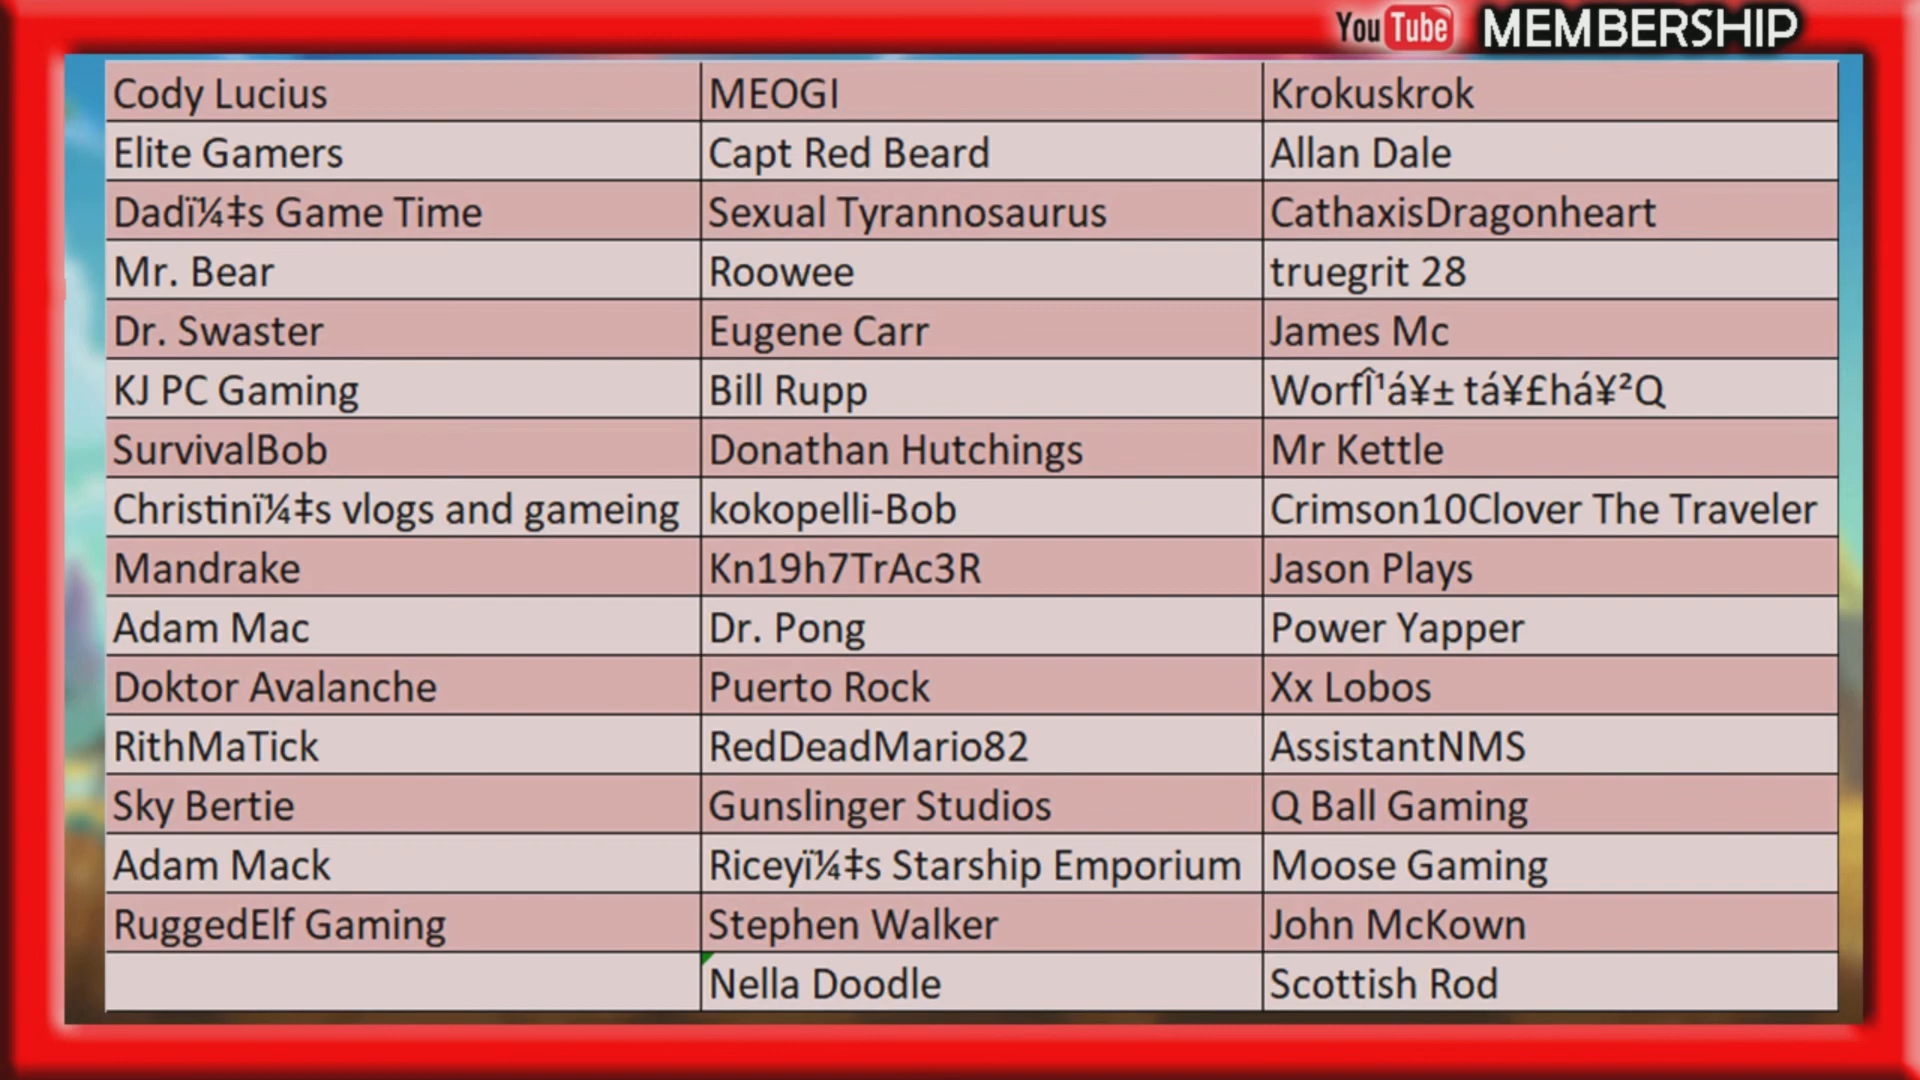 YouTube MEMBERSHIP
Cody Lucius MEOGI Krokuskrok
Elite Gamers Capt Red Beard Allan Dale
Dadï¼‡s Game Time Sexual Tyrannosaurus CathaxisDragonheart
Mr. Bear Roowee truegrit 28
Dr. Swaster Eugene Carr James Mc
KJ PC Gaming Bill Rupp WorfÎ¹á¥± tá¥£há¥²Q
SurvivalBob Donathan Hutchings Mr Kettle
Christinï¼‡s vlogs and gameing kokopelli-Bob Crimson10Clover The Traveler
Mandrake Kn19h7TrAc3R Jason Plays
Adam Mac Dr. Pong Power Yapper
Doktor Avalanche Puerto Rock Xx Lobos
RithMaTick RedDeadMario82 AssistantNMS
Sky Bertie Gunslinger Studios Q Ball Gaming
Adam Mack Riceyï¼‡s Starship Emporium Moose Gaming
RuggedElf Gaming Stephen Walker John McKown
Nella Doodle Scottish Rod